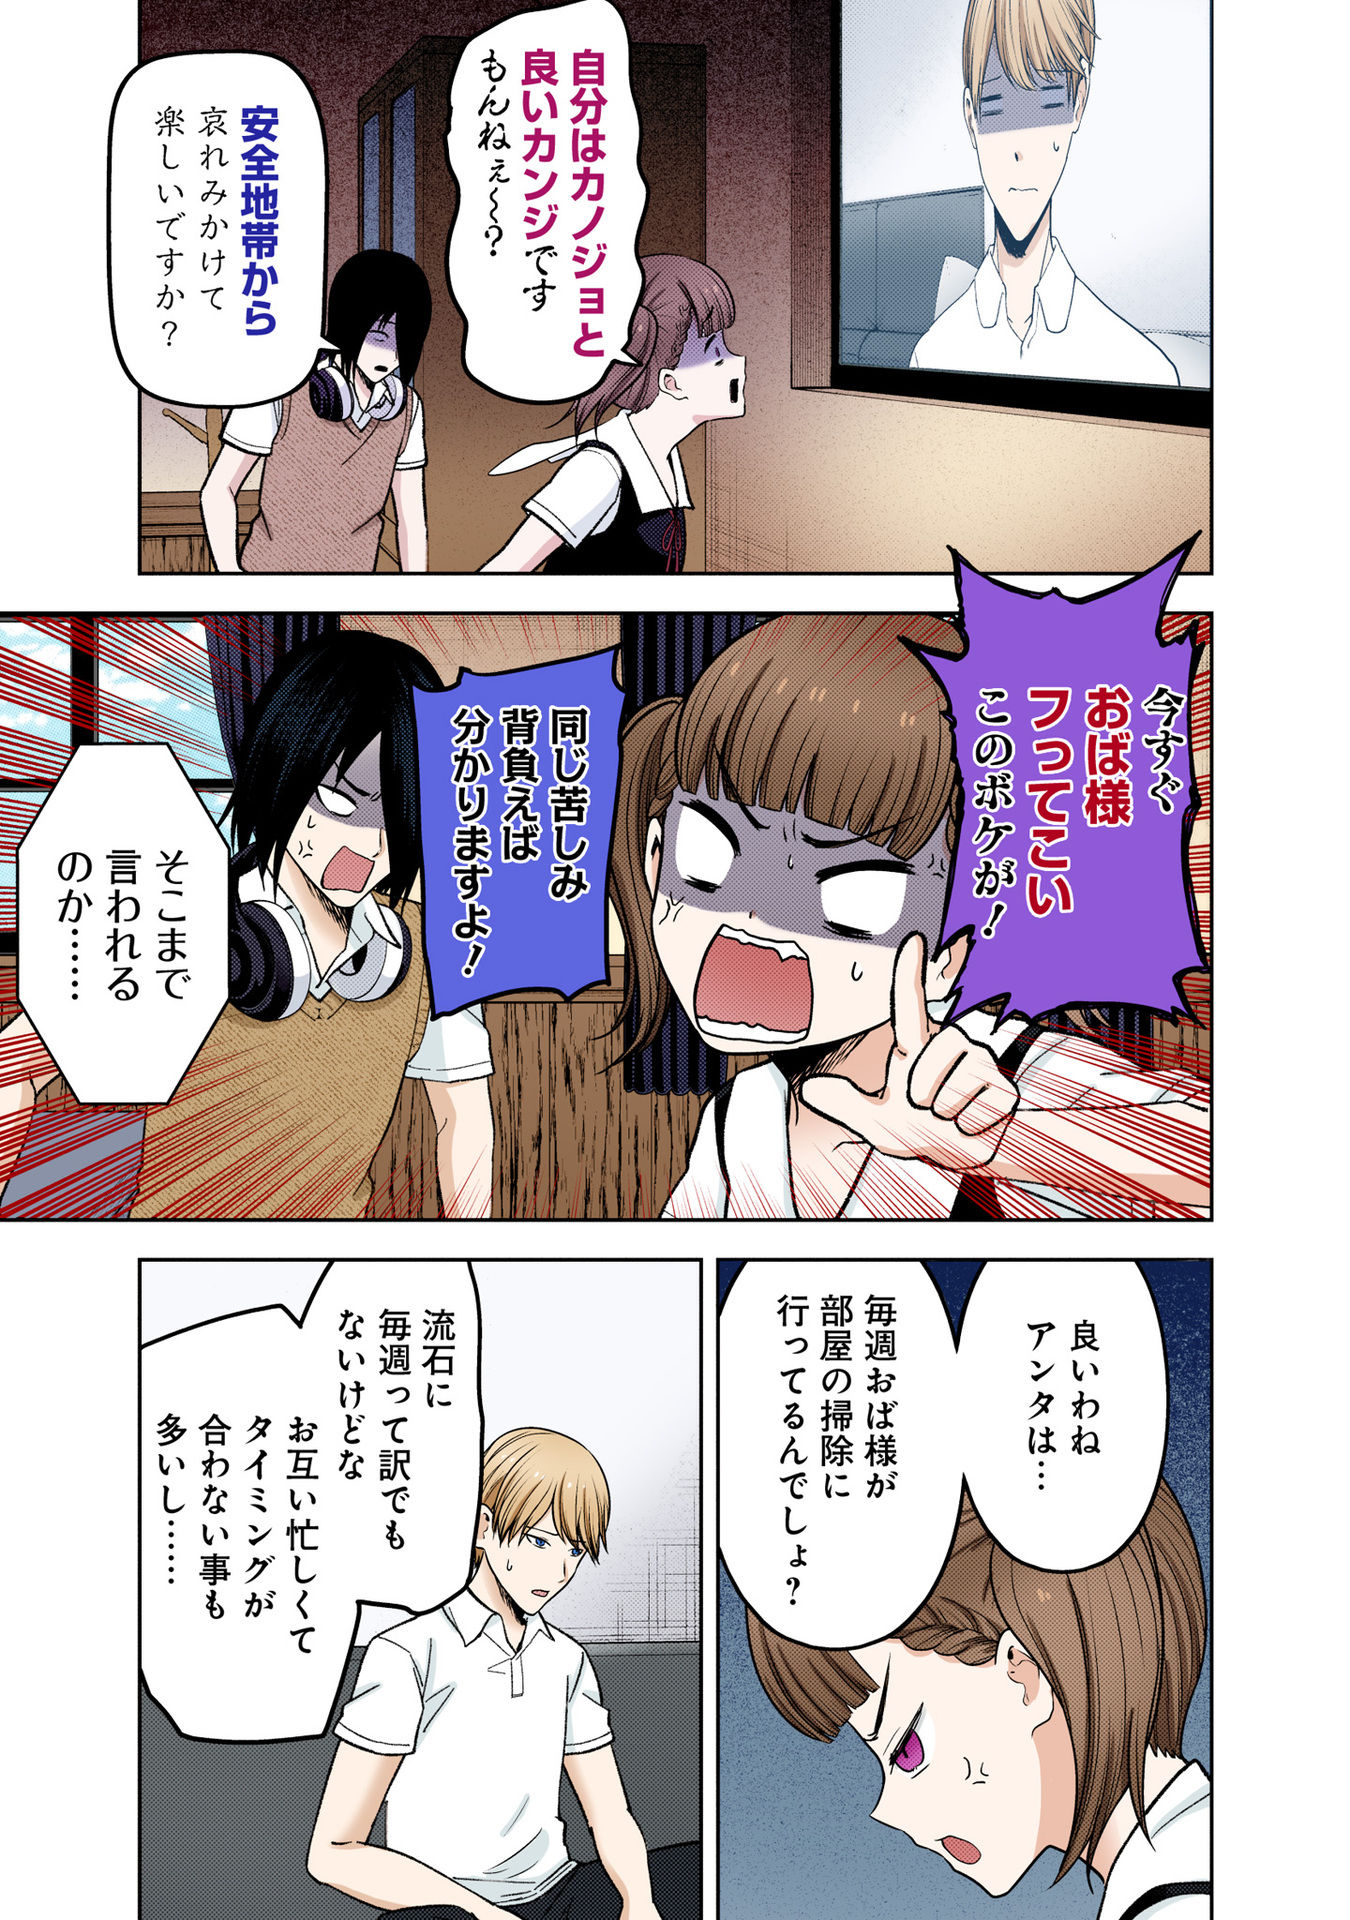 自分はカノジョと
良いカンジです
もんねぇ～?
安全地帯から
哀れみかけて
楽しいですか?
今すぐ
おば様
フってこい
このボケが!
同じ苦しみ
背負えば
分かりますよ!
そこまで
言われる
のか……
良いわね
アンタは…
毎週おば様が
部屋の掃除に
行ってるんでしょ?
流石に
毎週って訳でも
ないけどな
お互い忙しくて
タイミングが
合わない事も
多いし……